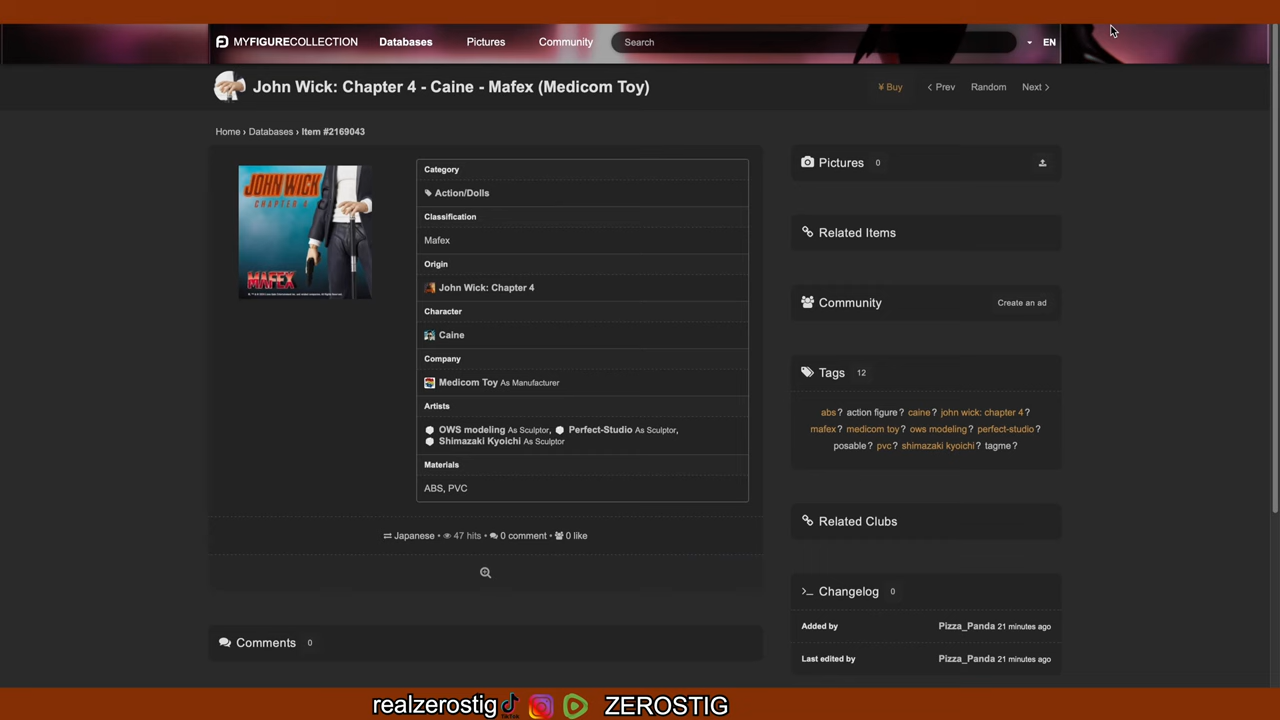 MYFIGURECOLLECTION Databases Pictures Community Search EN
John Wick: Chapter 4 - Caine - Mafex (Medicom Toy) ¥ Buy Prev Random Next
Home › Databases › Item #2169043
JOHN WICK
CHAPTER 4
MAFEX
Category
Action/Dolls
Classification
Mafex
Origin
John Wick: Chapter 4
Character
Caine
Company
Medicom Toy As Manufacturer
Artists
OWS modeling As Sculptor, Perfect-Studio As Sculptor,
Shimazaki Kyoichi As Sculptor
Materials
ABS, PVC
Japanese • 47 hits • 0 comment • 0 like
Comments 0
Pictures 0
Related Items
Community Create an ad
Tags 12
abs? action figure? caine? john wick: chapter 4?
mafex? medicom toy? ows modeling? perfect-studio?
posable? pvc? shimazaki kyoichi? tagme?
Related Clubs
>_ Changelog 0
Added by Pizza_Panda 21 minutes ago
Last edited by Pizza_Panda 21 minutes ago
realzerostig ZEROSTIG